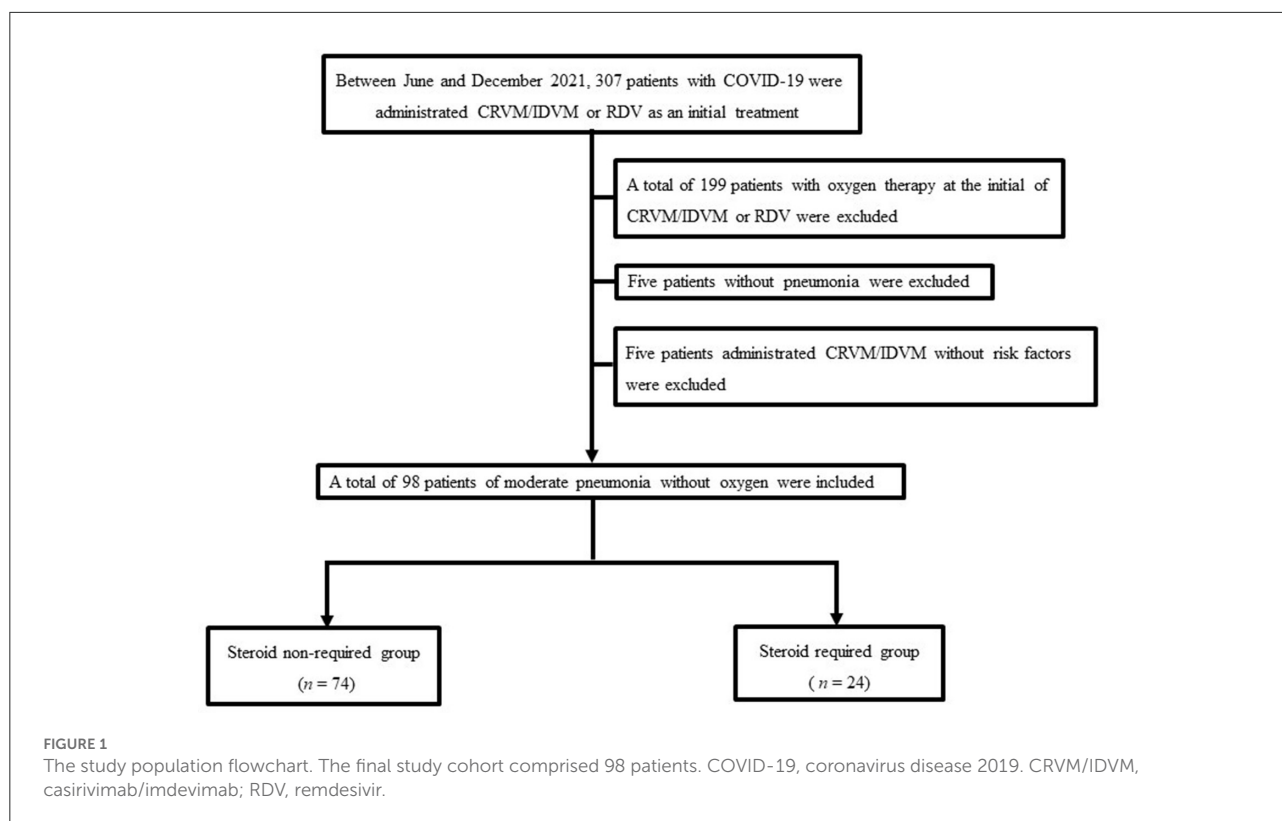 Between June and December 2021, 307 patients with COVID-19 were
administrated CRVM/IDVM or RDV as an initial treatment
A total of 199 patients with oxygen therapy at the initial of
CRVM/IDVM or RDV were excluded
Five patients without pneumonia were excluded
Five patients administrated CRVM/IDVM without risk factors
were excluded
A total of 98 patients of moderate pneumonia without oxygen were included
Steroid non-required group
(n = 74)
Steroid required group
( n = 24)
FIGURE 1
The study population flowchart. The final study cohort comprised 98 patients. COVID-19, coronavirus disease 2019. CRVM/IDVM,
casirivimab/imdevimab; RDV, remdesivir.